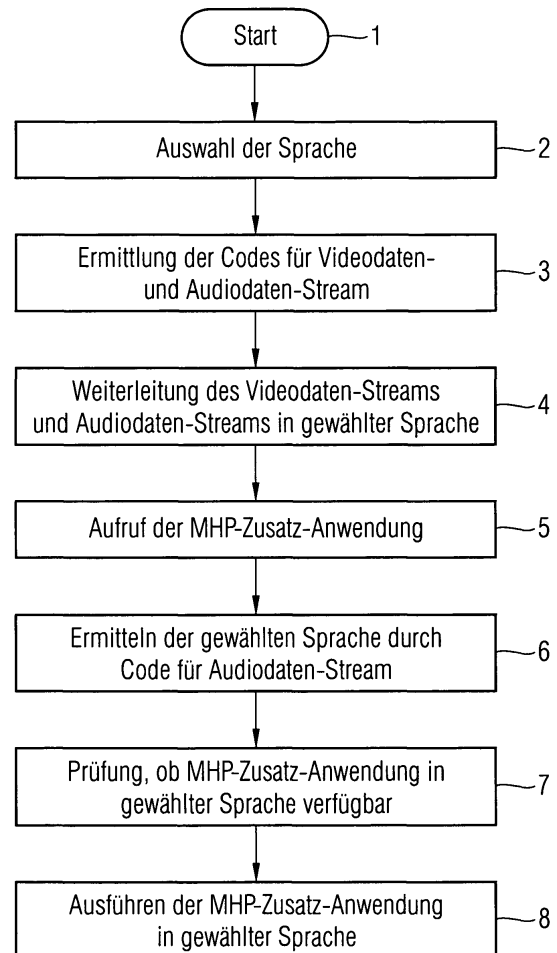 Start
1
Auswahl der Sprache
2
Ermittlung der Codes für Videodaten-
und Audiodaten-Stream
3
Weiterleitung des Videodaten-Streams
und Audiodaten-Streams in gewählter Sprache
4
Aufruf der MHP-Zusatz-Anwendung
5
Ermitteln der gewählten Sprache durch
Code für Audiodaten-Stream
6
Prüfung, ob MHP-Zusatz-Anwendung in
gewählter Sprache verfügbar
7
Ausführen der MHP-Zusatz-Anwendung
in gewählter Sprache
8